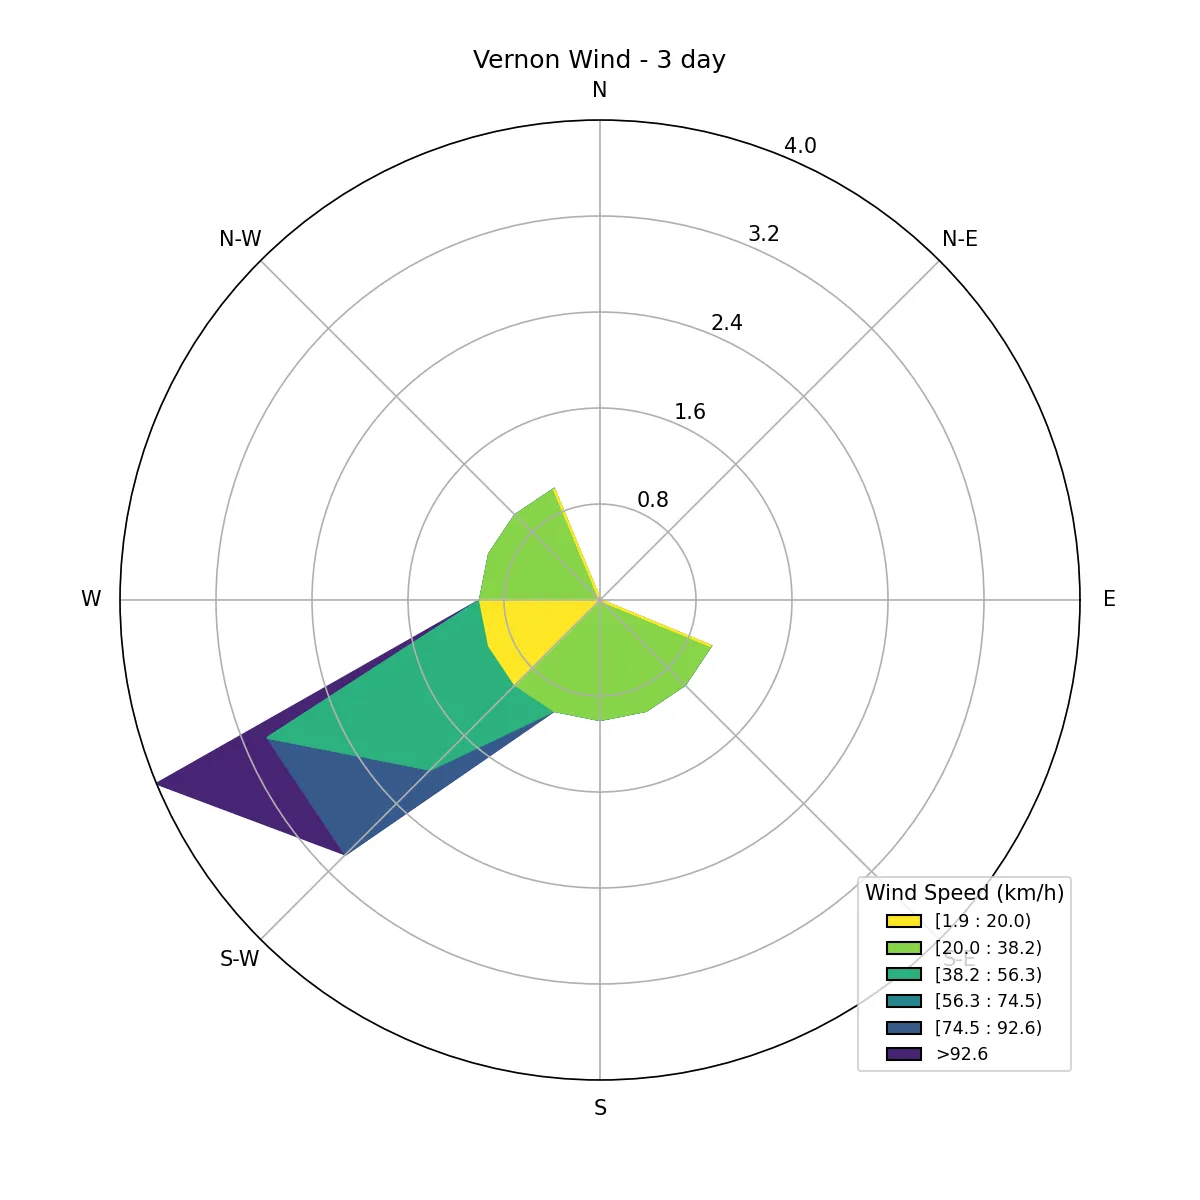 Vernon Wind - 3 day
N
4.0
N-W
3.2
N-E
2.4
1.6
0.8
W
E
S-W
S-E
S
Wind Speed (km/h)
[1.9 : 20.0)
[20.0 : 38.2)
[38.2 : 56.3)
[56.3 : 74.5)
[74.5 : 92.6)
>92.6